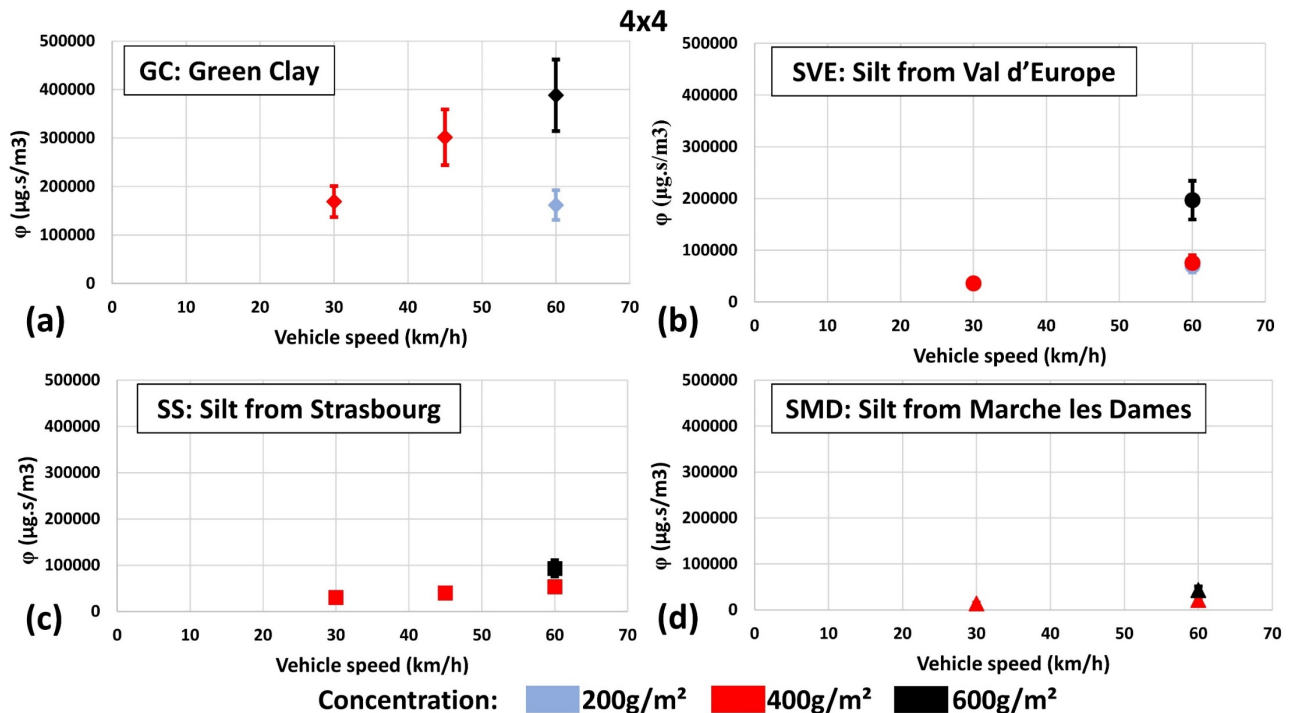 4x4
GC: Green Clay
500000
400000
300000
200000
100000
0
φ (µg.s/m3)
0 10 20 30 40 50 60 70
Vehicle speed (km/h)
(a)
SVE: Silt from Val d’Europe
500000
400000
300000
200000
100000
0
φ (µg.s/m3)
0 10 20 30 40 50 60 70
Vehicle speed (km/h)
(b)
SS: Silt from Strasbourg
500000
400000
300000
200000
100000
0
φ (µg.s/m3)
0 10 20 30 40 50 60 70
Vehicle speed (km/h)
(c)
SMD: Silt from Marche les Dames
500000
400000
300000
200000
100000
0
φ (µg.s/m3)
0 10 20 30 40 50 60 70
Vehicle speed (km/h)
(d)
Concentration: 200g/m² 400g/m² 600g/m²